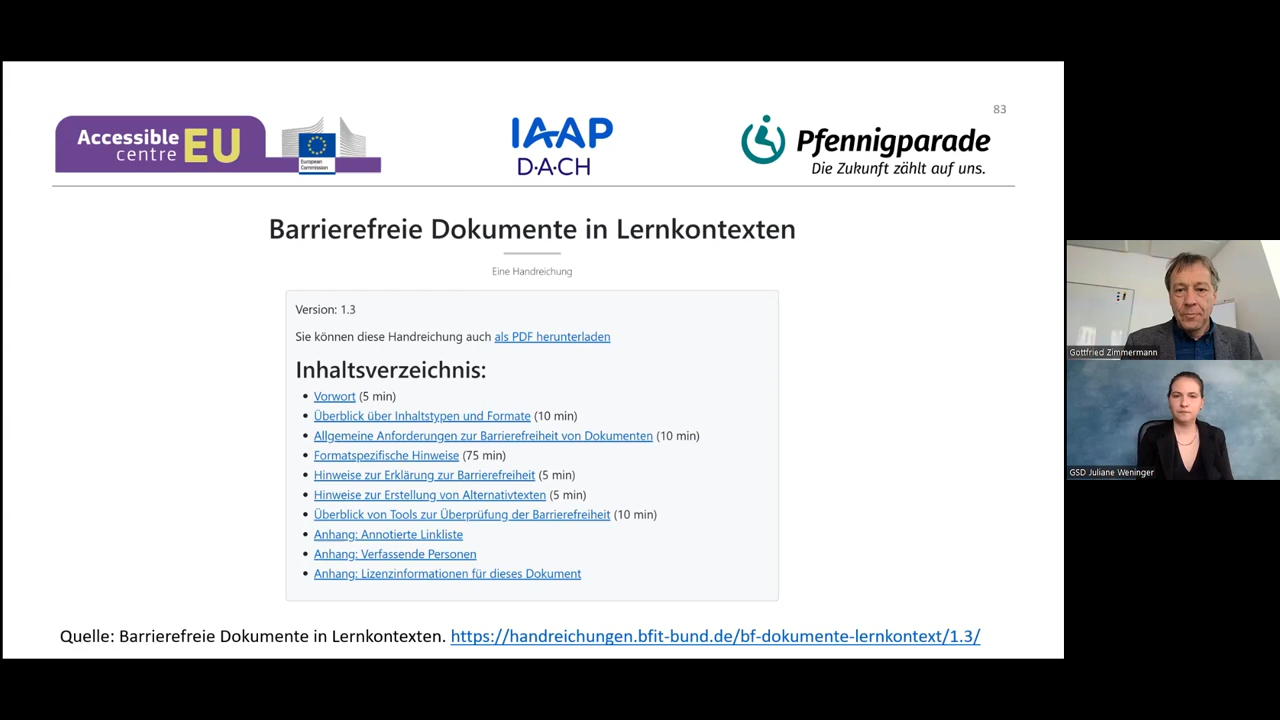 83
Accessible
centre EU
European
Commission
IAAP
D·A·CH
Pfennigparade
Die Zukunft zählt auf uns.
Barrierefreie Dokumente in Lernkontexten
Eine Handreichung
Version: 1.3
Sie können diese Handreichung auch als PDF herunterladen
Inhaltsverzeichnis:
• Vorwort (5 min)
• Überblick über Inhaltstypen und Formate (10 min)
• Allgemeine Anforderungen zur Barrierefreiheit von Dokumenten (10 min)
• Formatspezifische Hinweise (75 min)
• Hinweise zur Erklärung zur Barrierefreiheit (5 min)
• Hinweise zur Erstellung von Alternativtexten (5 min)
• Überblick von Tools zur Überprüfung der Barrierefreiheit (10 min)
• Anhang: Annotierte Linkliste
• Anhang: Verfassende Personen
• Anhang: Lizenzinformationen für dieses Dokument
Quelle: Barrierefreie Dokumente in Lernkontexten. https://handreichungen.bfit-bund.de/bf-dokumente-lernkontext/1.3/
Gottfried Zimmermann
GSD Juliane Weninger